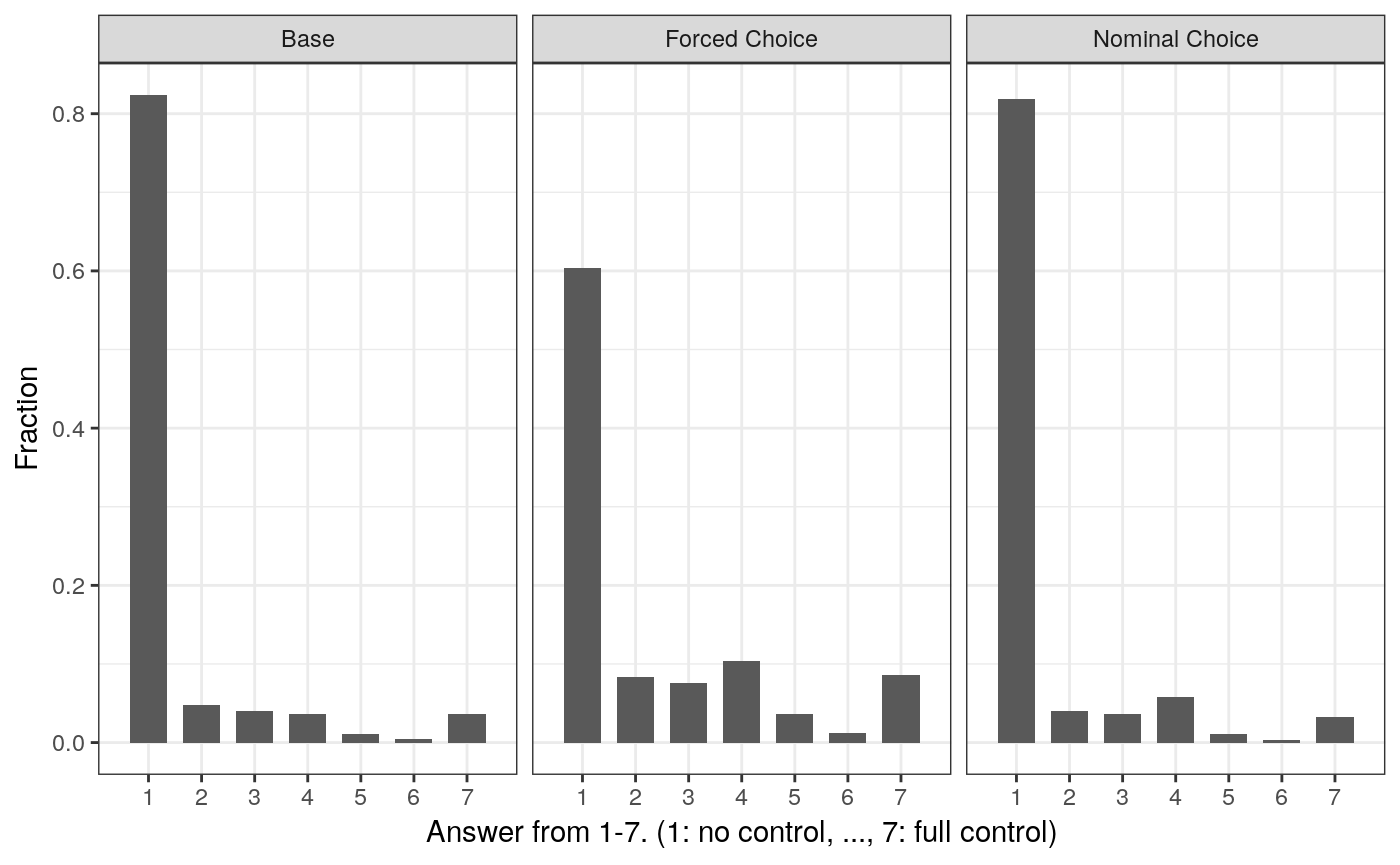 Base Forced Choice Nominal Choice
0.8
0.6
0.4
0.2
0.0
Fraction
1 2 3 4 5 6 7 1 2 3 4 5 6 7 1 2 3 4 5 6 7
Answer from 1-7. (1: no control, ..., 7: full control)